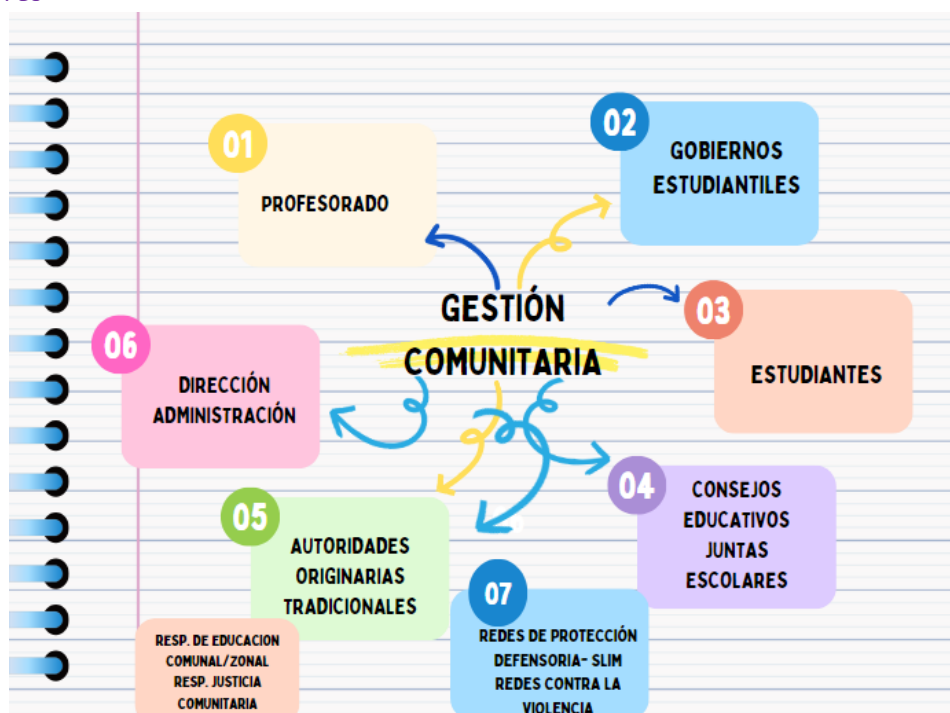 01
PROFESORADO
02
GOBIERNOS
ESTUDIANTILES
GESTIÓN
COMUNITARIA
03
ESTUDIANTES
06
DIRECCIÓN
ADMINISTRACIÓN
04
CONSEJOS
EDUCATIVOS
JUNTAS
ESCOLARES
05
AUTORIDADES
ORIGINARIAS
TRADICIONALES
RESP. DE EDUCACION
COMUNAL/ZONAL
RESP. JUSTICIA
COMUNITARIA
07
REDES DE PROTECCIÓN
DEFENSORIA- SLIM
REDES CONTRA LA
VIOLENCIA